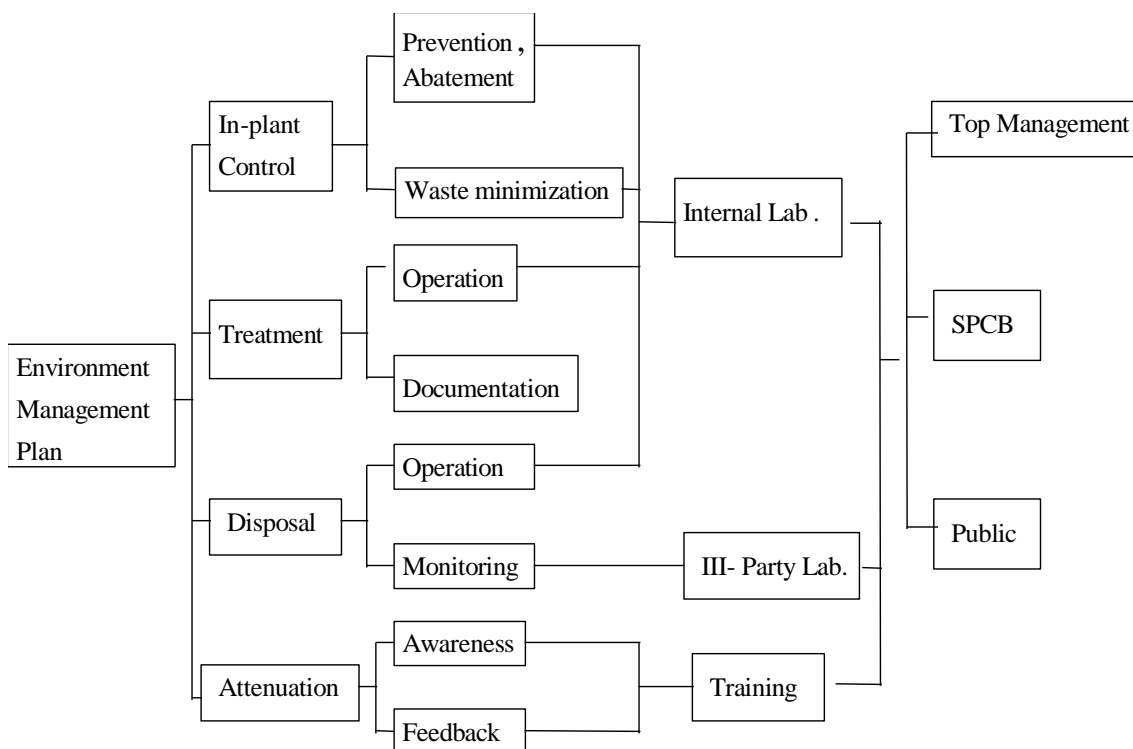 Prevention ,
Abatement
In-plant
Control
Top Management
Waste minimization
Internal Lab .
Operation
Treatment
SPCB
Environment
Management
Plan
Documentation
Operation
Disposal
Public
Monitoring
III- Party Lab.
Awareness
Attenuation
Training
Feedback